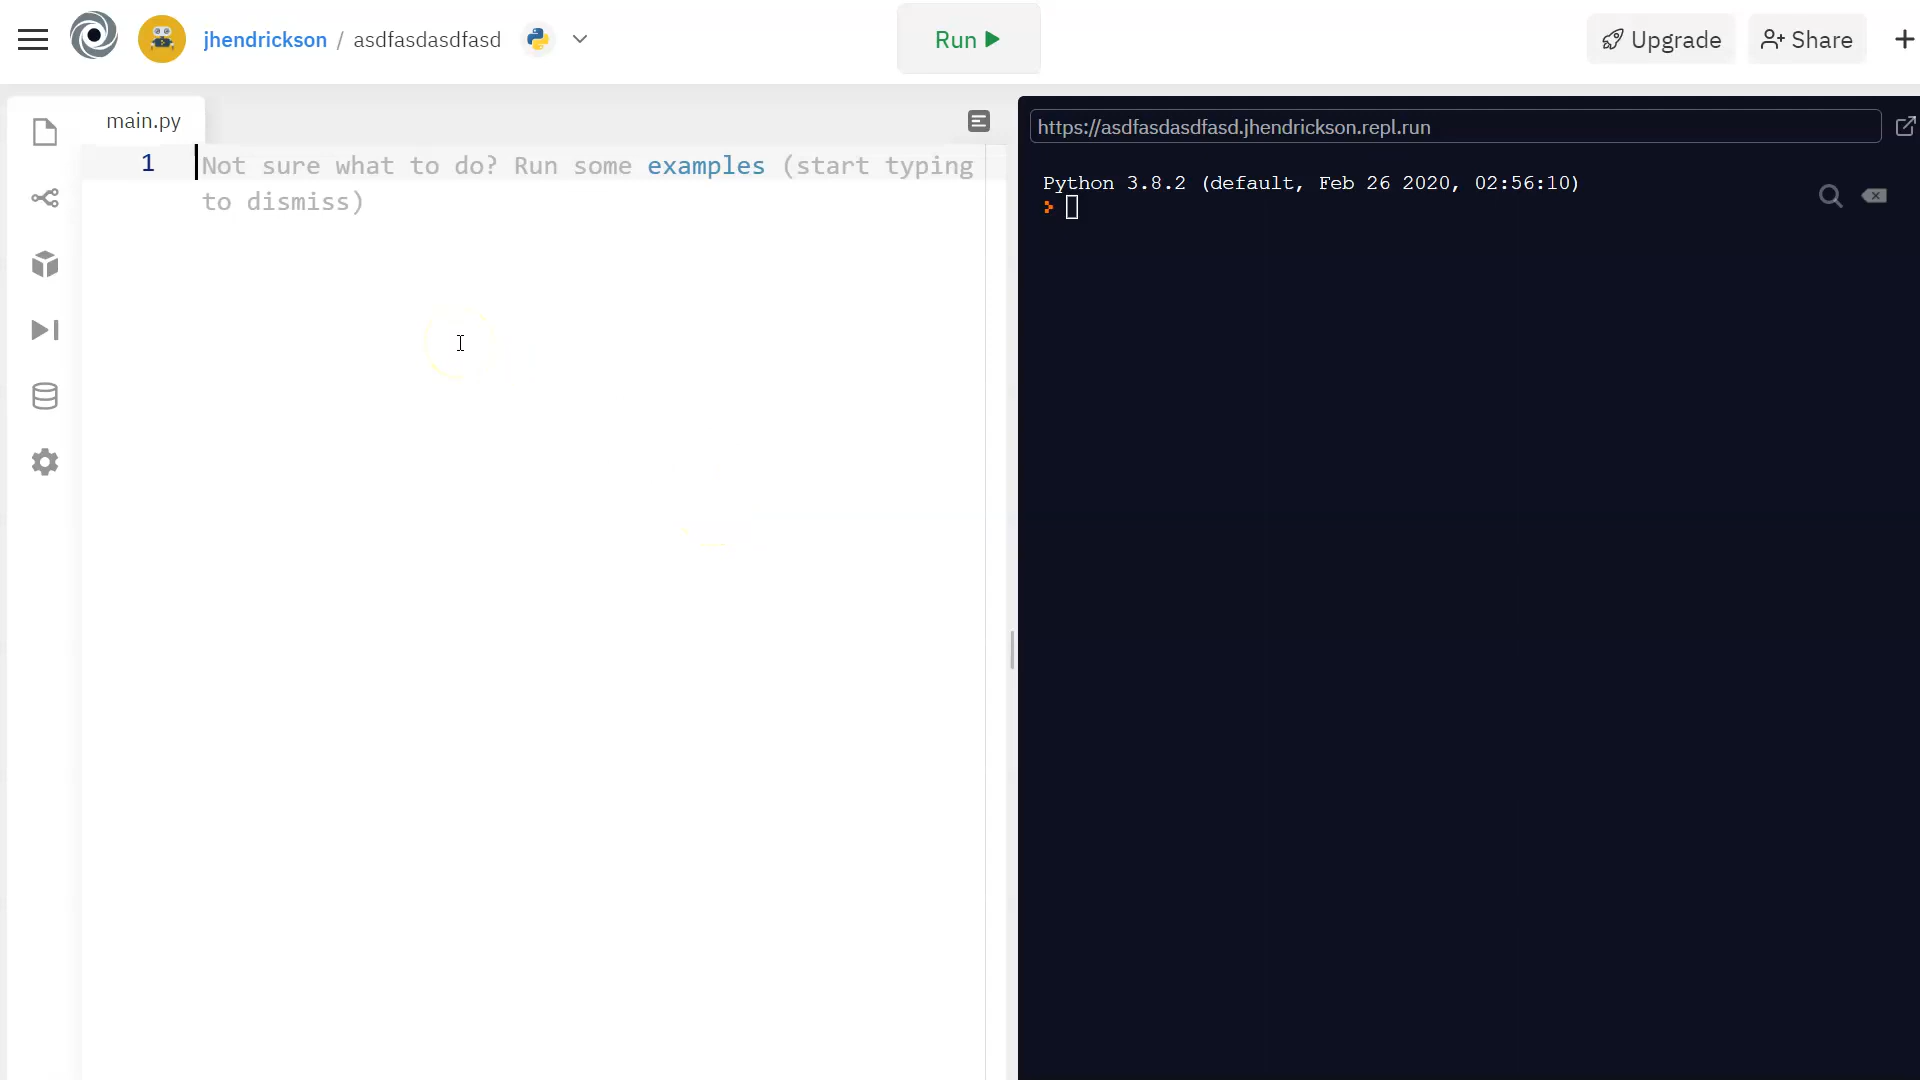 jhendrickson / asdfasdasdfasd
Run
Upgrade
Share
main.py
1
Not sure what to do? Run some examples (start typing
to dismiss)
https://asdfasdasdfasd.jhendrickson.repl.run
Python 3.8.2 (default, Feb 26 2020, 02:56:10)